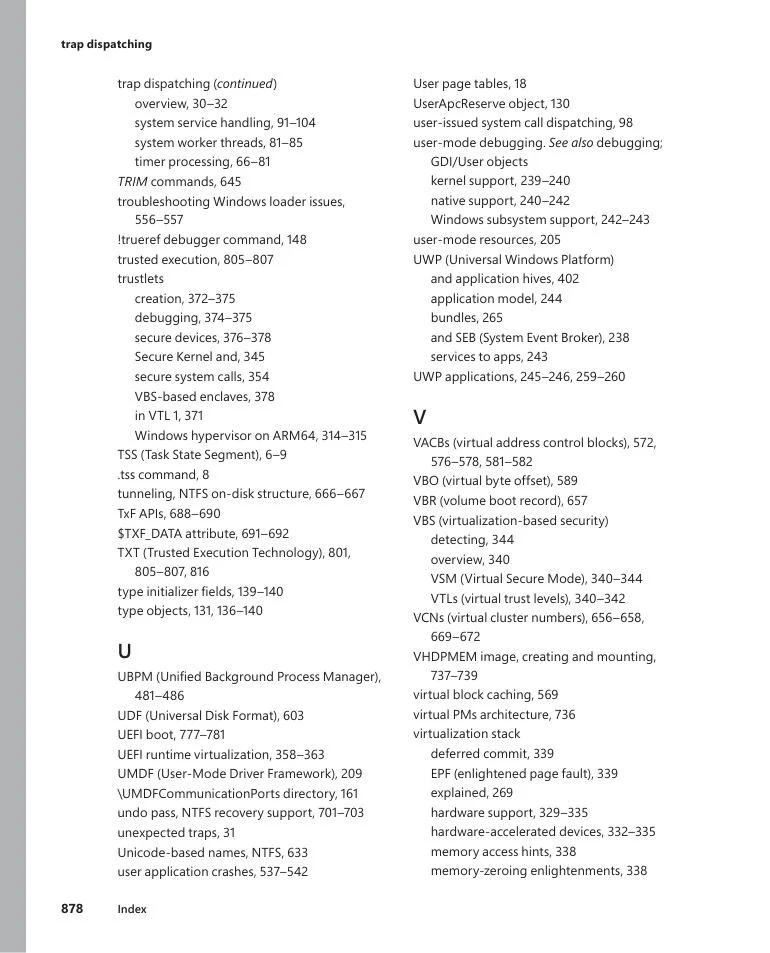 trap dispatching
trap dispatching (continued)
overview, 30–32
system service handling, 91–104
system worker threads, 81–85
timer processing, 66–81
TRIM commands, 645
troubleshooting Windows loader issues,
556–557
!trueref debugger command, 148
trusted execution, 805–807
trustlets
creation, 372–375
debugging, 374–375
secure devices, 376–378
Secure Kernel and, 345
secure system calls, 354
VBS-based enclaves, 378
in VTL 1, 371
Windows hypervisor on ARM64, 314–315
TSS (Task State Segment), 6–9
.tss command, 8
tunneling, NTFS on-disk structure, 666–667
TxF APIs, 688–690
$TXF_DATA attribute, 691–692
TXT (Trusted Execution Technology), 801,
805–807, 816
type initializer fields, 139–140
type objects, 131, 136–140
U
UBPM (Unified Background Process Manager),
481–486
UDF (Universal Disk Format), 603
UEFI boot, 777–781
UEFI runtime virtualization, 358–363
UMDF (User-Mode Driver Framework), 209
\UMDFCommunicationPorts directory, 161
undo pass, NTFS recovery support, 701–703
unexpected traps, 31
Unicode-based names, NTFS, 633
user application crashes, 537–542
User page tables, 18
UserApcReserve object, 130
user-issued system call dispatching, 98
user-mode debugging. See also debugging;
GDI/User objects
kernel support, 239–240
native support, 240–242
Windows subsystem support, 242–243
user-mode resources, 205
UWP (Universal Windows Platform)
and application hives, 402
application model, 244
bundles, 265
and SEB (System Event Broker), 238
services to apps, 243
UWP applications, 245–246, 259–260
V
VACBs (virtual address control blocks), 572,
576–578, 581–582
VBO (virtual byte offset), 589
VBR (volume boot record), 657
VBS (virtualization-based security)
detecting, 344
overview, 340
VSM (Virtual Secure Mode), 340–344
VTLs (virtual trust levels), 340–342
VCNs (virtual cluster numbers), 656–658,
669–672
VHDPMEM image, creating and mounting,
737–739
virtual block caching, 569
virtual PMs architecture, 736
virtualization stack
deferred commit, 339
EPF (enlightened page fault), 339
explained, 269
hardware support, 329–335
hardware-accelerated devices, 332–335
memory access hints, 338
memory-zeroing enlightenments, 338
878 Index